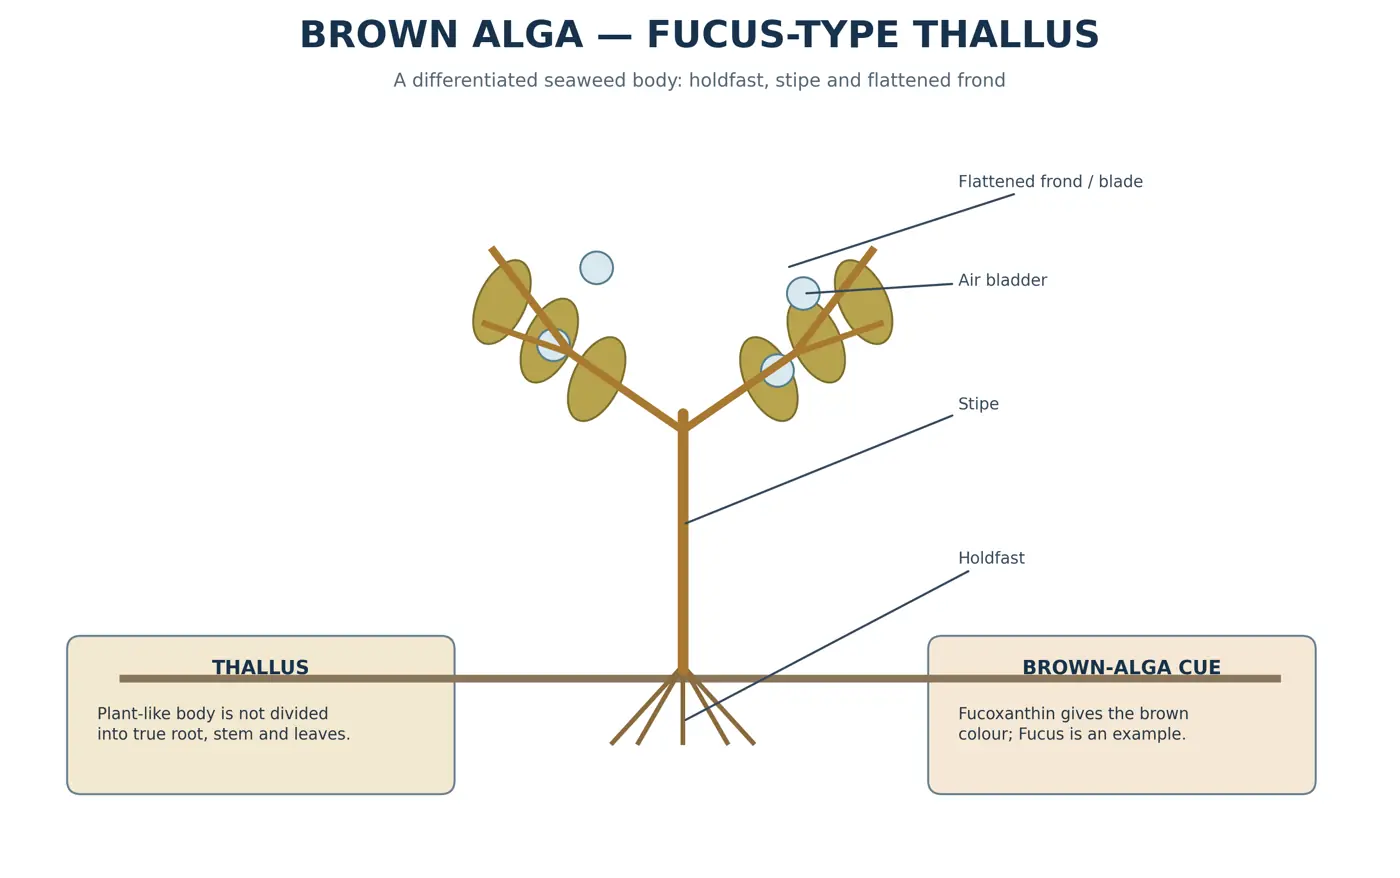 BROWN ALGA — FUCUS-TYPE THALLUS
A differentiated seaweed body: holdfast, stipe and flattened frond
Flattened frond / blade
Air bladder
Stipe
Holdfast
THALLUS
Plant-like body is not divided
into true root, stem and leaves.
BROWN-ALGA CUE
Fucoxanthin gives the brown
colour; Fucus is an example.